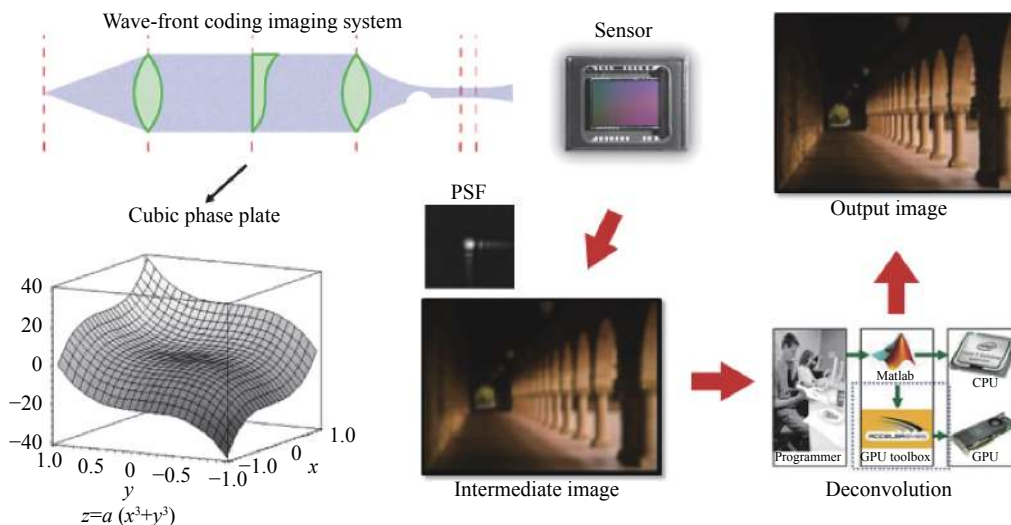 Wave-front coding imaging system
Sensor
Cubic phase plate
PSF
Output image
40
20
0
−20
−40
1.0
0.5
0
−0.5
−1.0
y
−1.0
0
1.0
x
z=a (x³+y³)
Intermediate image
Matlab
CPU
Programmer
GPU toolbox
GPU
Deconvolution